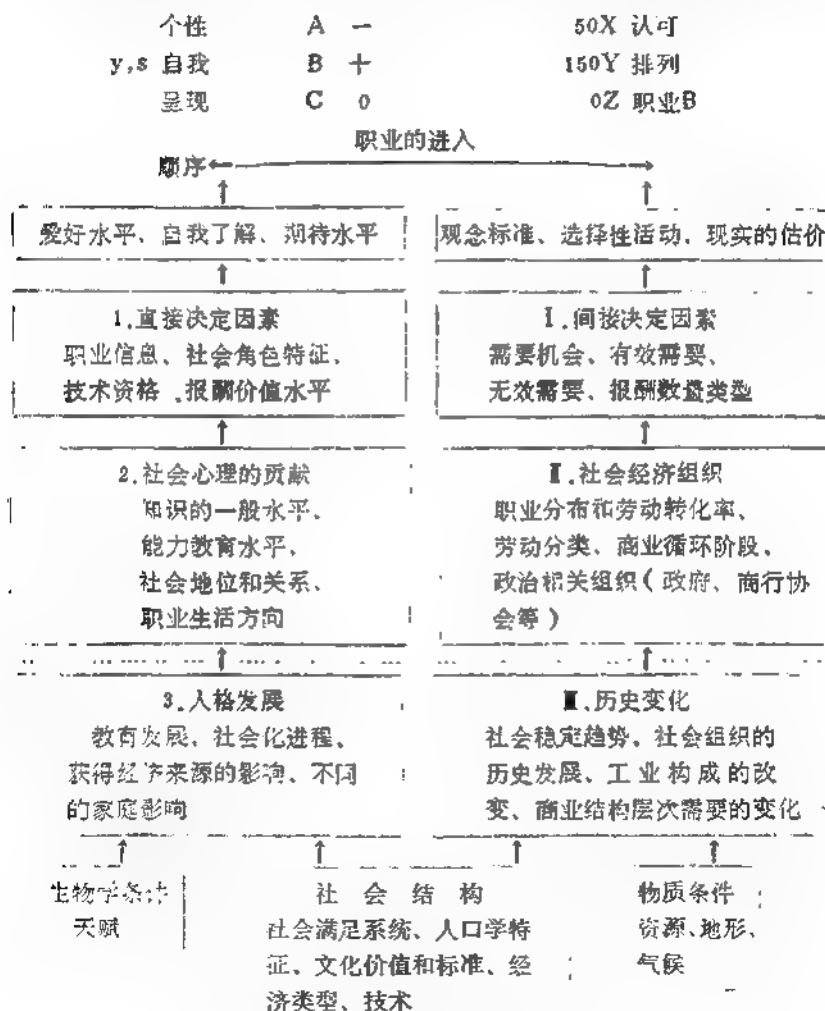 个性 A − 50X 认可
y,s 自我 B + 150Y 排列
呈现 C 0 0Z 职业B
职业的进入
顺序
爱好水平、自我了解、期待水平
观念标准、选择性活动、现实的估价
1.直接决定因素
职业信息、社会角色特征、
技术资格、报酬价值水平
Ⅰ.间接决定因素
需要机会、有效需要、
无效需要、报酬数量类型
2.社会心理的贡献
知识的一般水平、
能力教育水平、
社会地位和关系、
职业生活方向
Ⅱ.社会经济组织
职业分布和劳动转化率、
劳动分类、商业循环阶段、
政治相关组织(政府、商行协
会等)
3.人格发展
教育发展、社会化进程、
获得经济来源的影响、不同
的家庭影响
Ⅲ.历史变化
社会稳定趋势、社会组织的
历史发展、工业构成的改
变、商业结构层次需要的变化
生物学条件
天赋
社会结构
社会满足系统、人口学特
征、文化价值和标准、经
济类型、技术
物质条件
资源、地形、
气候